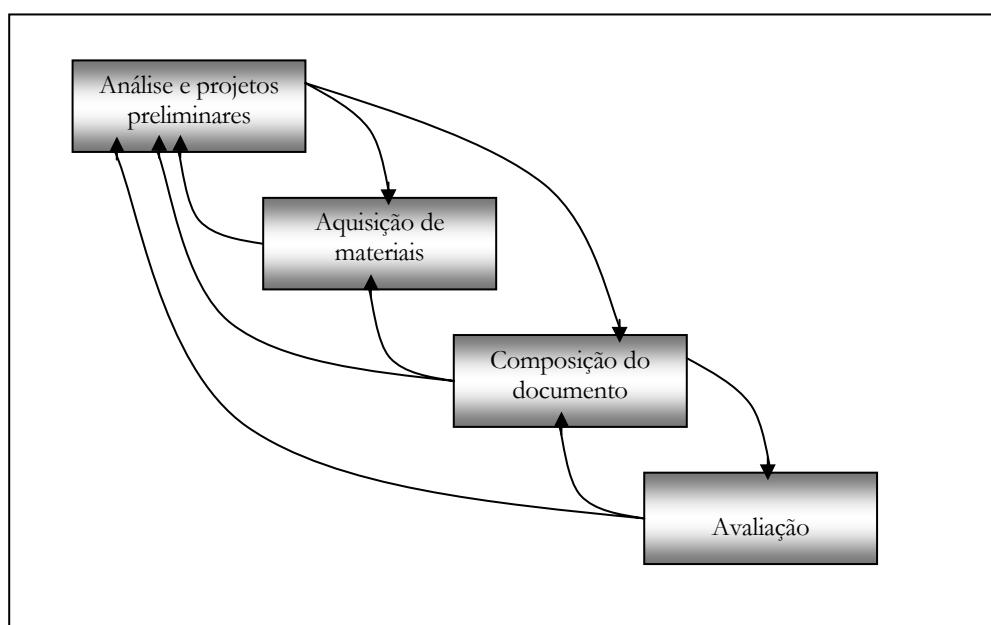 Análise e projetos
preliminares
Aquisição de
materiais
Composição do
documento
Avaliação